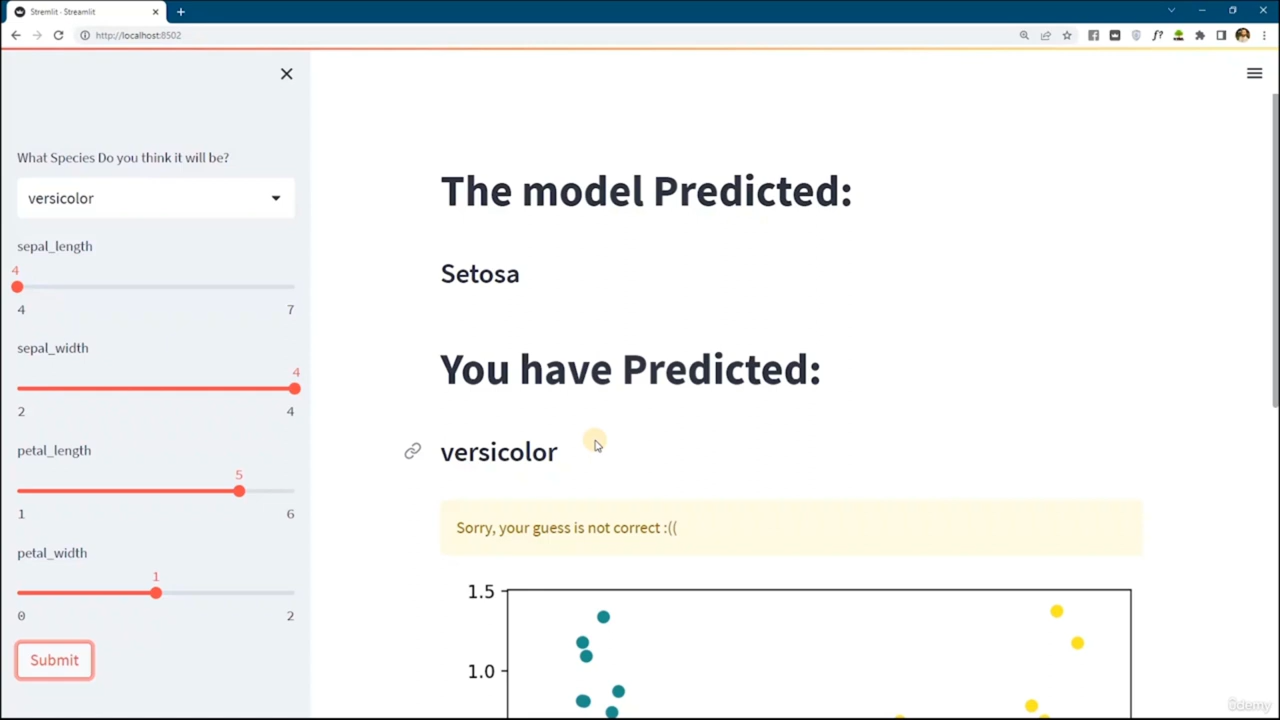 Stremlit · Streamlit
http://localhost:8502
What Species Do you think it will be?
versicolor
sepal_length
4
4 7
sepal_width
4
2 4
petal_length
5
1 6
petal_width
1
0 2
Submit
The model Predicted:
Setosa
You have Predicted:
versicolor
Sorry, your guess is not correct :((
1.5
1.0
ûdemy